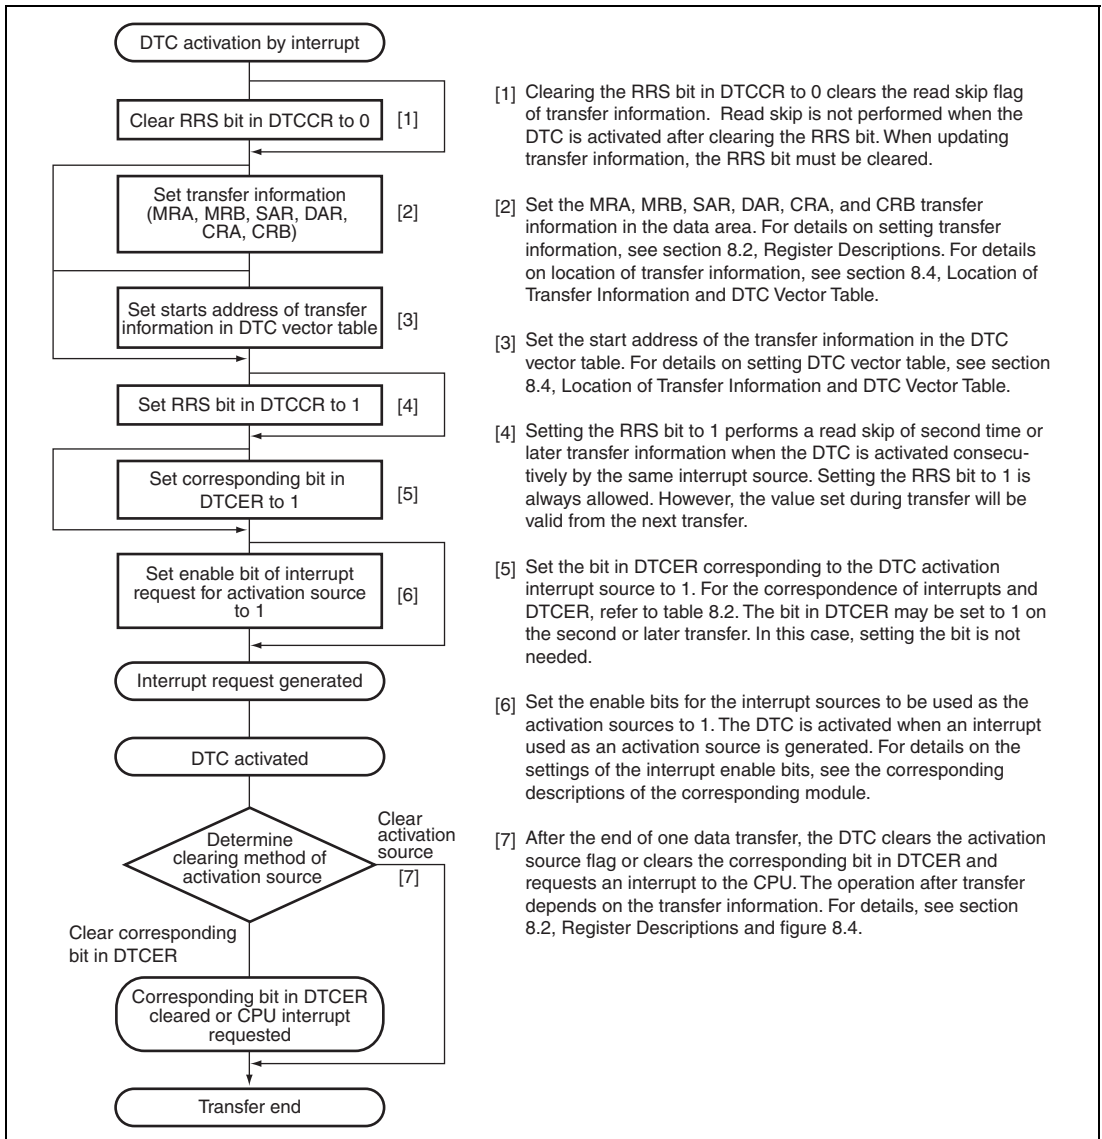 DTC activation by interrupt
Clear RRS bit in DTCCR to 0
[1]
Set transfer information
(MRA, MRB, SAR, DAR,
CRA, CRB)
[2]
Set starts address of transfer
information in DTC vector table
[3]
Set RRS bit in DTCCR to 1
[4]
Set corresponding bit in
DTCER to 1
[5]
Set enable bit of interrupt
request for activation source
to 1
[6]
Interrupt request generated
DTC activated
Determine
clearing method of
activation source
Clear
activation
source
[7]
Clear corresponding
bit in DTCER
Corresponding bit in DTCER
cleared or CPU interrupt
requested
Transfer end
[1] Clearing the RRS bit in DTCCR to 0 clears the read skip flag
of transfer information. Read skip is not performed when the
DTC is activated after clearing the RRS bit. When updating
transfer information, the RRS bit must be cleared.
[2] Set the MRA, MRB, SAR, DAR, CRA, and CRB transfer
information in the data area. For details on setting transfer
information, see section 8.2, Register Descriptions. For details
on location of transfer information, see section 8.4, Location of
Transfer Information and DTC Vector Table.
[3] Set the start address of the transfer information in the DTC
vector table. For details on setting DTC vector table, see section
8.4, Location of Transfer Information and DTC Vector Table.
[4] Setting the RRS bit to 1 performs a read skip of second time or
later transfer information when the DTC is activated consecu-
tively by the same interrupt source. Setting the RRS bit to 1 is
always allowed. However, the value set during transfer will be
valid from the next transfer.
[5] Set the bit in DTCER corresponding to the DTC activation
interrupt source to 1. For the correspondence of interrupts and
DTCER, refer to table 8.2. The bit in DTCER may be set to 1 on
the second or later transfer. In this case, setting the bit is not
needed.
[6] Set the enable bits for the interrupt sources to be used as the
activation sources to 1. The DTC is activated when an interrupt
used as an activation source is generated. For details on the
settings of the interrupt enable bits, see the corresponding
descriptions of the corresponding module.
[7] After the end of one data transfer, the DTC clears the activation
source flag or clears the corresponding bit in DTCER and
requests an interrupt to the CPU. The operation after transfer
depends on the transfer information. For details, see section
8.2, Register Descriptions and figure 8.4.